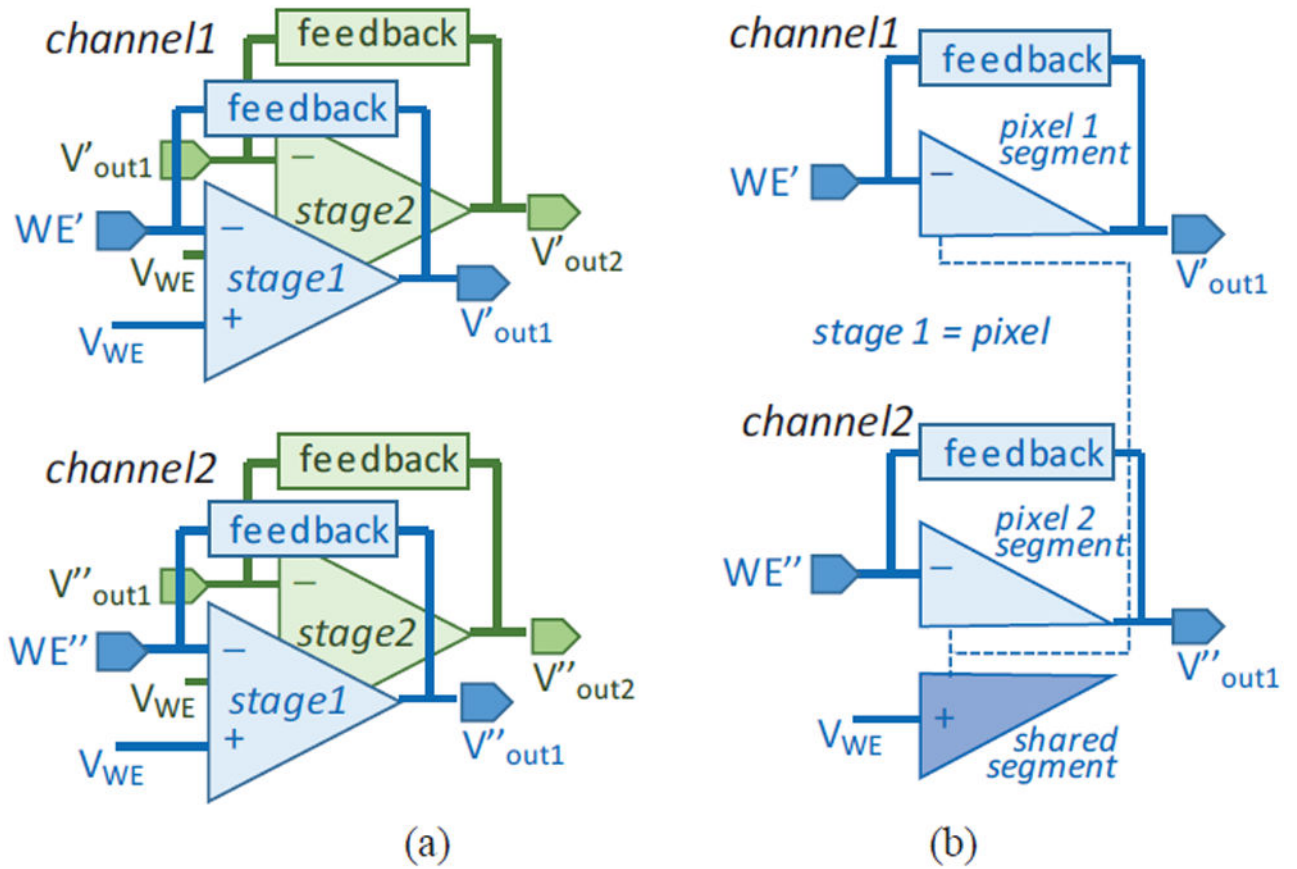 channel1
feedback
feedback
V'out1
−
stage2
WE'
−
V'out2
VWE
stage1
V'out1
VWE
+
channel2
feedback
feedback
V''out1
−
stage2
WE''
−
V''out2
VWE
stage1
V''out1
VWE
+
(a)
channel1
feedback
pixel 1
segment
WE'
−
V'out1
stage 1 = pixel
channel2
feedback
pixel 2
segment
WE''
−
V''out1
VWE
+
shared
segment
(b)